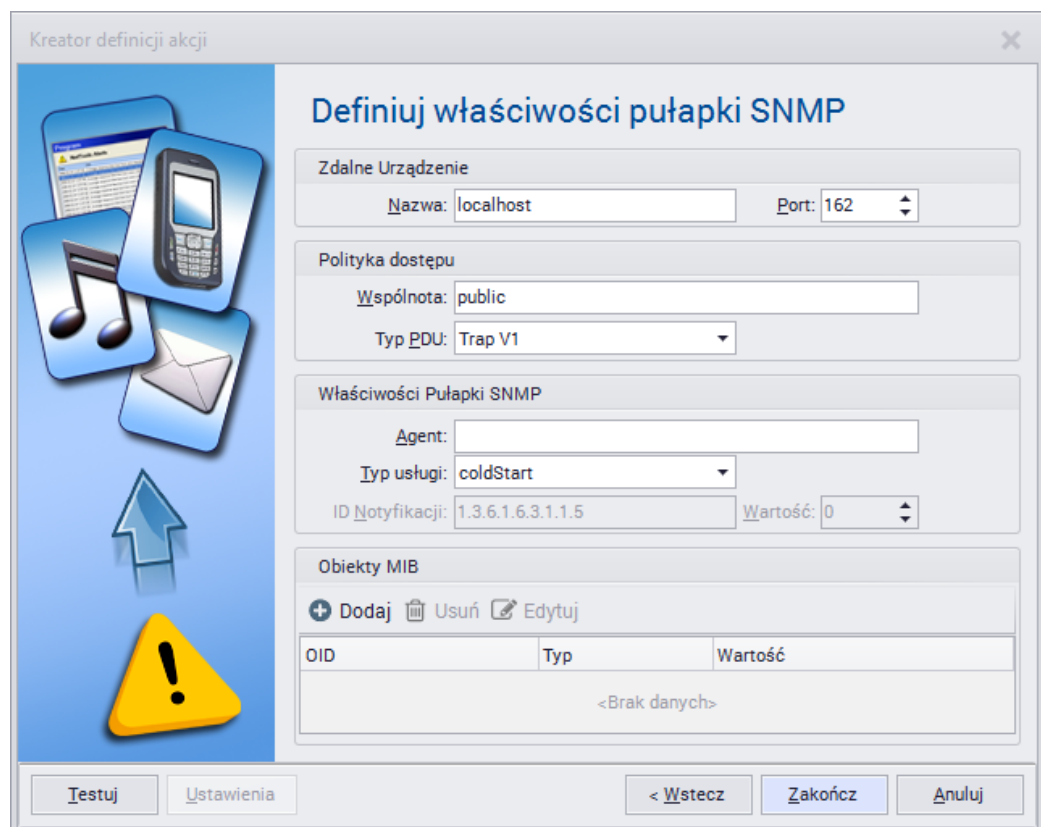 Kreator definicji akcji
Definiuj właściwości pułapki SNMP
Zdalne Urządzenie
Nazwa: localhost Port: 162
Polityka dostępu
Wspólnota: public
Typ PDU: Trap V1
Właściwości Pułapki SNMP
Agent:
Typ usługi: coldStart
ID Notyfikacji: 1.3.6.1.6.3.1.1.5 Wartość: 0
Obiekty MIB
Dodaj Usuń Edytuj
OID Typ Wartość
<Brak danych>
Testuj Ustawienia < Wstecz Zakończ Anuluj